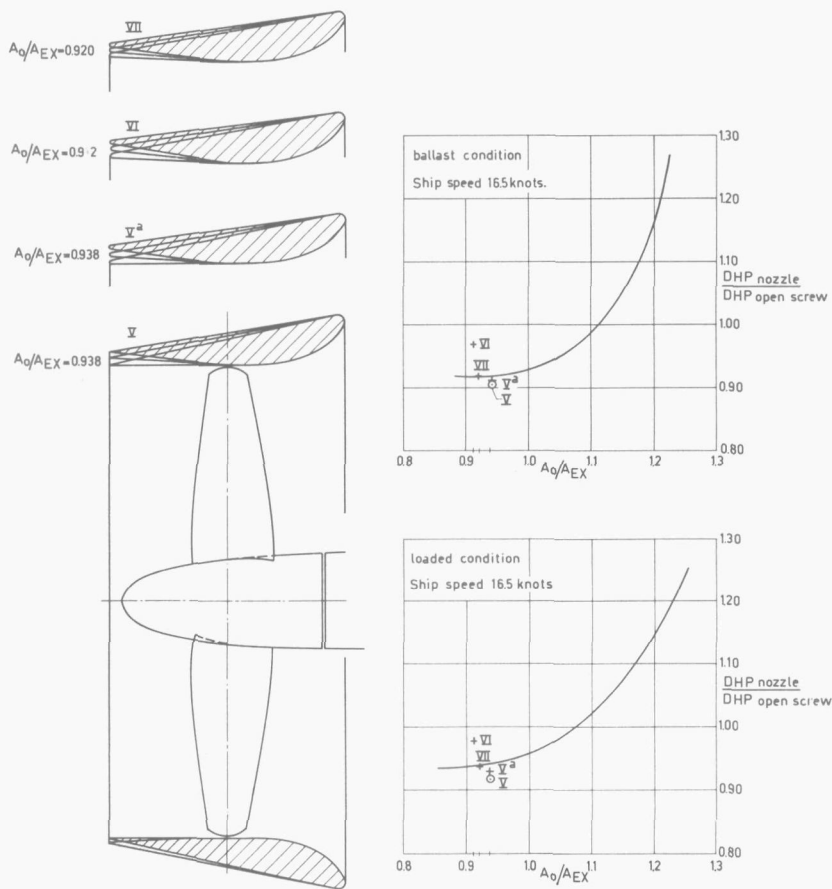 VII
A0/AEX=0.920
VI
Va
A0/AEX=0.938
V
A0/AEX=0.938
ballast condition
Ship speed 16.5 knots.
1.30
1.20
1.10
DHP nozzle
DHP open screw
1.00
0.90
0.80
+VI
VII
Va
V
0.8
0.9
1.0
1.1
1.2
1.3
A0/AEX
loaded condition
Ship speed 16.5 knots
1.30
1.20
1.10
DHP nozzle
DHP open screw
1.00
0.90
0.80
+VI
VII
Va
V
0.8
0.9
1.0
1.1
1.2
1.3
A0/AEX